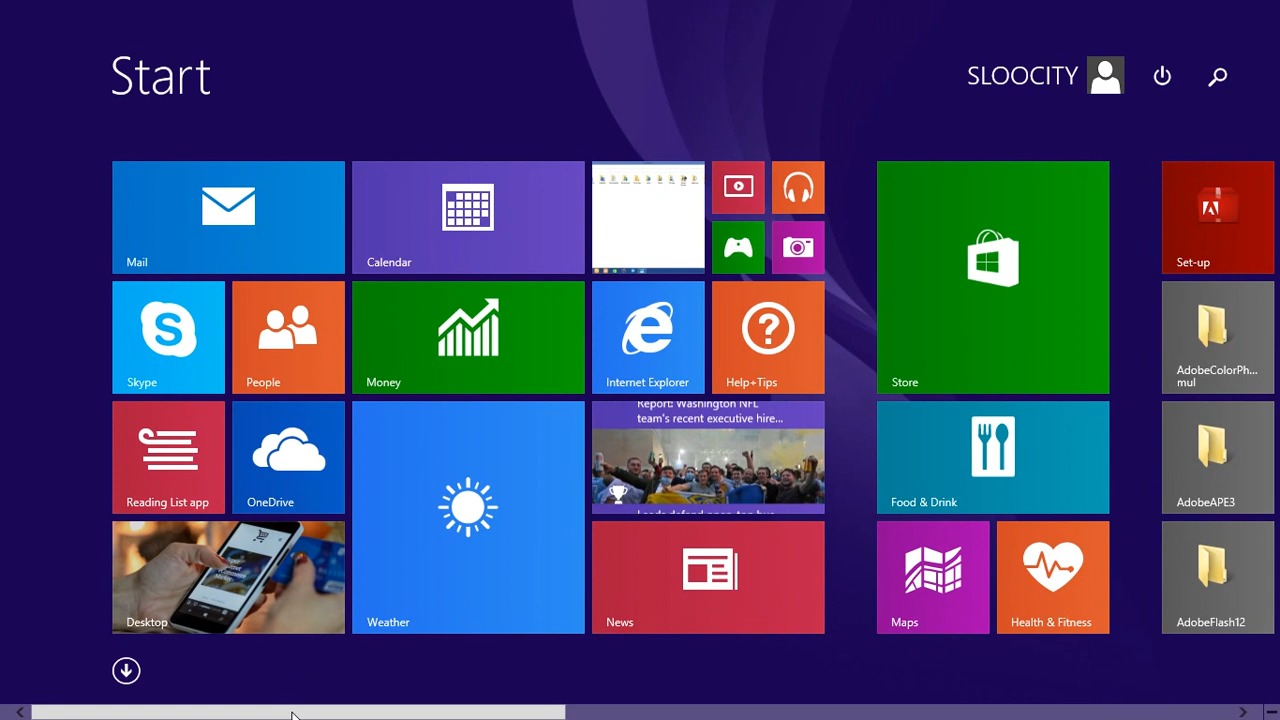 Start
SLOOCITY
Mail
Calendar
Set-up
Skype
People
Money
Internet Explorer
Help+Tips
Store
AdobeColorPh...
mul
Reading List app
OneDrive
Report: Washington NFL
team's recent executive hire...
Food & Drink
AdobeAPE3
Desktop
Weather
News
Maps
Health & Fitness
AdobeFlash12